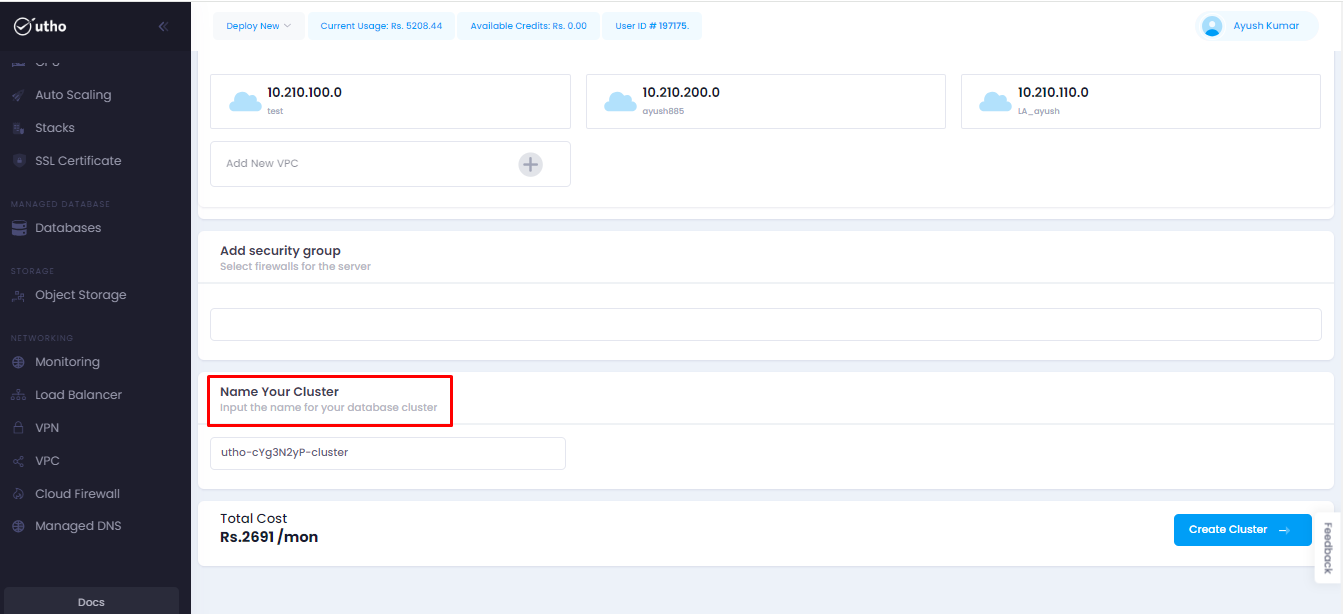 utho
Deploy New
Current Usage: Rs. 5208.44
Available Credits: Rs. 0.00
User ID # 197175.
Ayush Kumar
Auto Scaling
Stacks
SSL Certificate
MANAGED DATABASE
Databases
STORAGE
Object Storage
NETWORKING
Monitoring
Load Balancer
VPN
VPC
Cloud Firewall
Managed DNS
Docs
10.210.100.0
test
10.210.200.0
ayush885
10.210.110.0
LA_ayush
Add New VPC
Add security group
Select firewalls for the server
Name Your Cluster
Input the name for your database cluster
utho-cYg3N2yP-cluster
Total Cost
Rs.2691 /mon
Create Cluster
Feedback